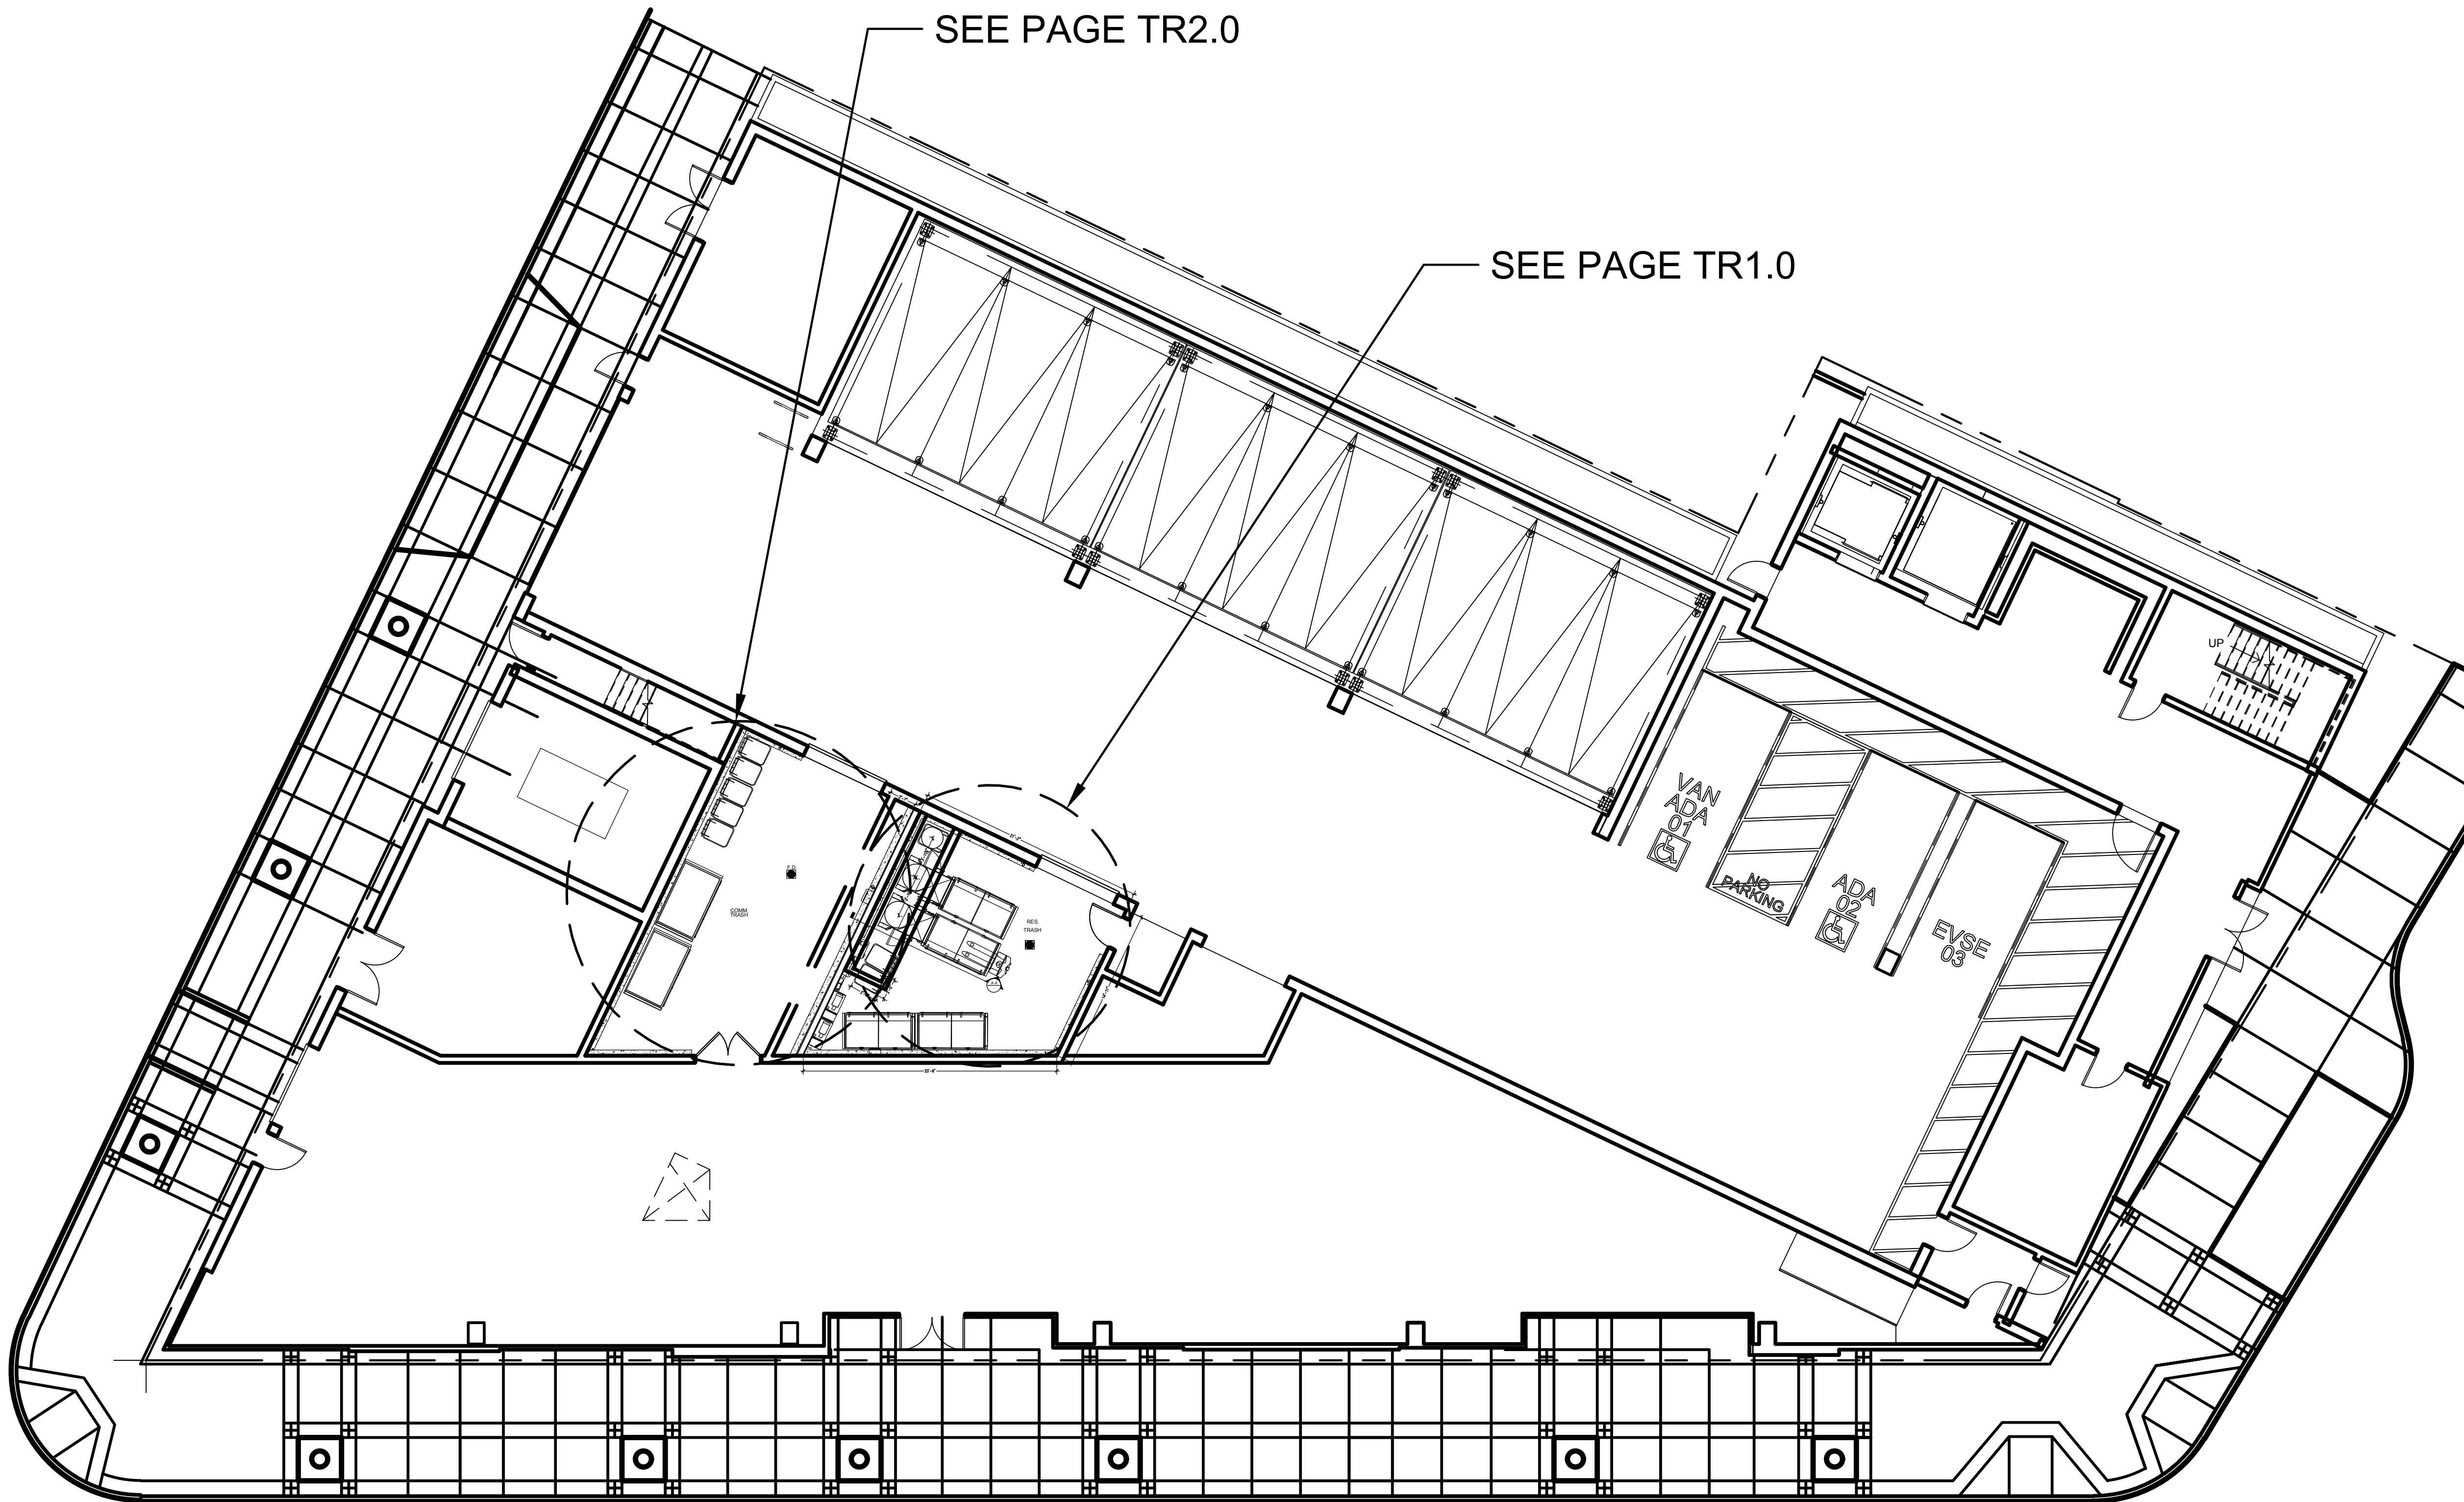 SEE PAGE TR2.0
SEE PAGE TR1.0
UP
VAN
ADA
01
NO
PARKING
ADA
02
EVSE
03
F.D.
COMM.
TRASH
RES.
TRASH